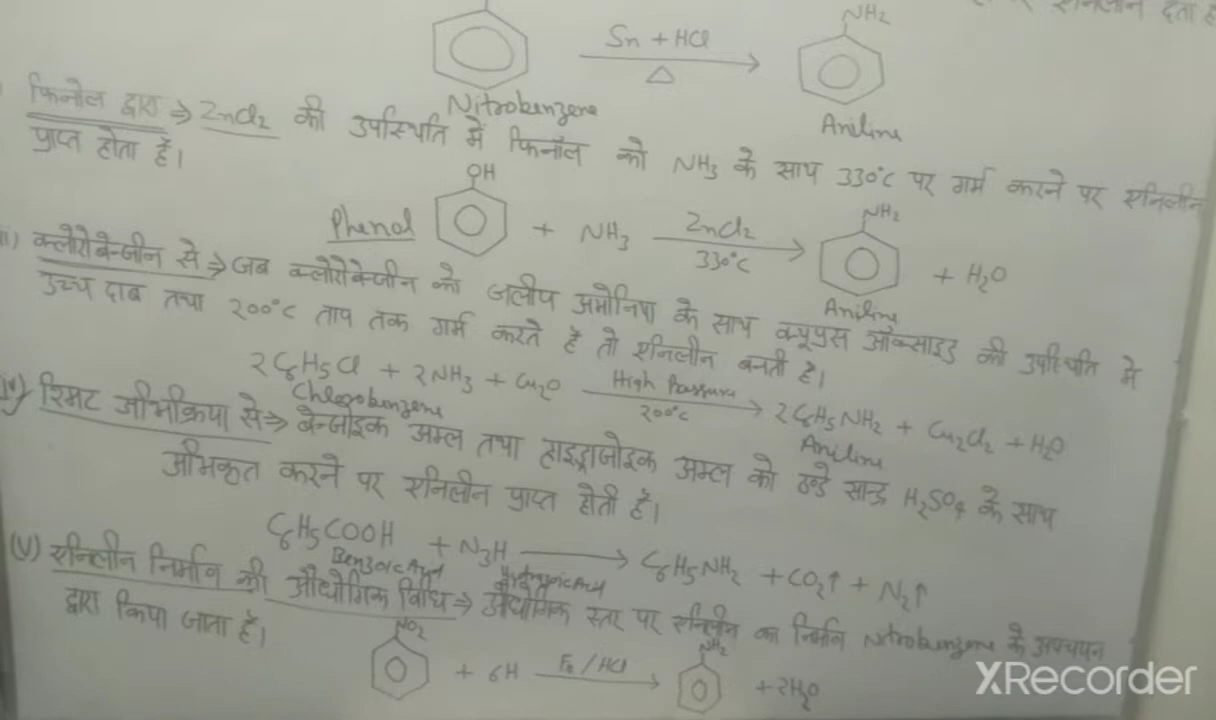 एनिलीन देता है
NH₂
Sn + HCl
△
Nitrobenzene
Aniline
फिनोल द्वारा ⇒ ZnCl₂ की उपस्थिति में फिनॉल को NH₃ के साथ 330°C पर गर्म करने पर एनिलीन
प्राप्त होता है।
OH
NH₂
Phenol + NH₃ ZnCl₂ → + H₂O
330°C
Aniline
iii) क्लोरोबेन्जीन से ⇒ जब क्लोरोबेन्जीन को जलीय अमोनिया के साथ क्यूप्रस ऑक्साइड की उपस्थिति में
उच्च दाब तथा 200°C ताप तक गर्म करते है तो एनिलीन बनती है।
2C₆H₅Cl + 2NH₃ + Cu₂O High Pressure → 2C₆H₅NH₂ + Cu₂Cl₂ + H₂O
200°C
Chlorobenzene
Aniline
iv) श्मिट अभिक्रिया से ⇒ बेन्जोइक अम्ल तथा हाइड्राजोइक अम्ल को ठण्डे सान्द्र H₂SO₄ के साथ
अभिकृत करने पर एनिलीन प्राप्त होती है।
C₆H₅COOH + N₃H → C₆H₅NH₂ + CO₂↑ + N₂↑
Benzoic Acid
(V) एनिलीन निर्माण की औधोगिक विधि ⇒ औधोगिक स्तर पर एनिलीन का निर्माण Nitrobenzene के अपचयन
द्वारा किया जाता है।
NO₂
NH₂
+ 6H Fe/HCl → + 2H₂O
XRecorder